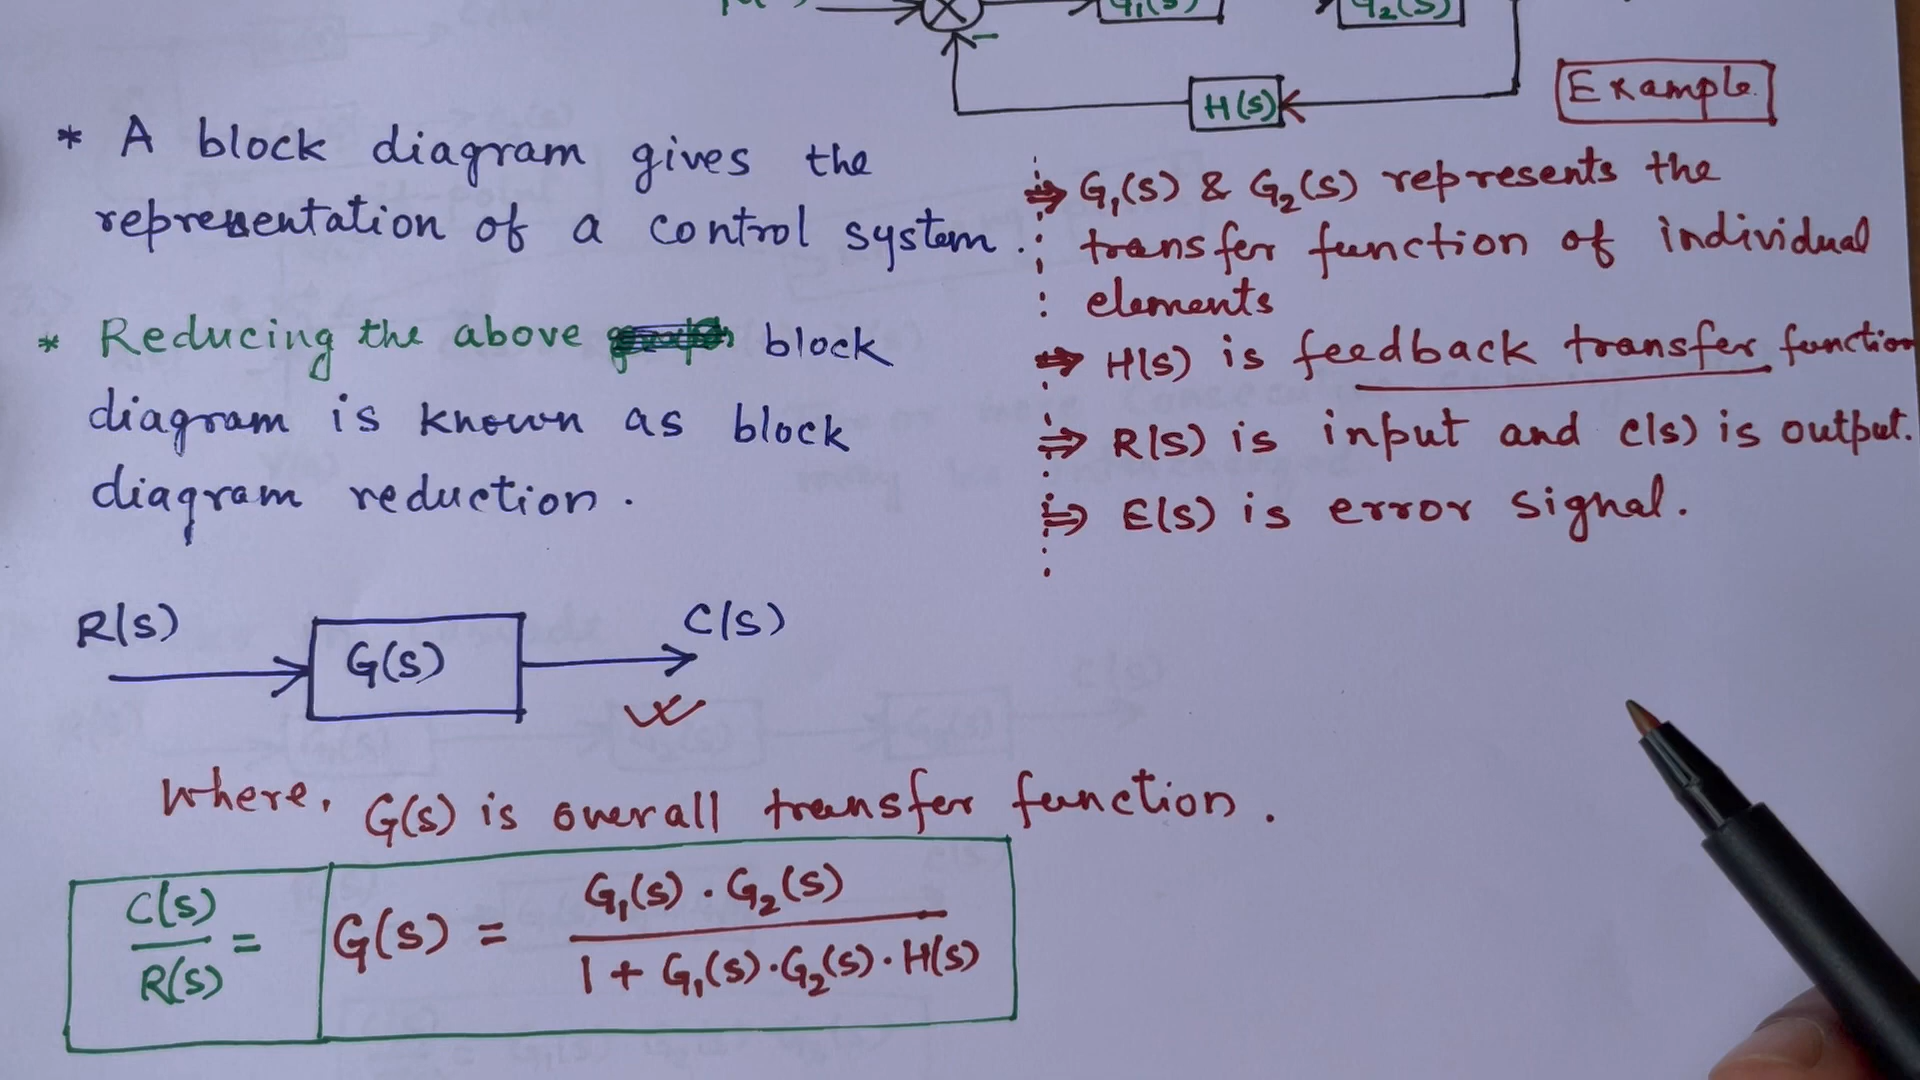 G₁(s) G₂(s)
H(s)
Example
* A block diagram gives the
representation of a control system.
* Reducing the above block
diagram is known as block
diagram reduction.
⇒ G₁(s) & G₂(s) represents the
transfer function of individual
elements
⇒ H(s) is feedback transfer function
⇒ R(s) is input and C(s) is output.
⇒ E(s) is error signal.
R(s) G(s) C(s)
where, G(s) is overall transfer function.
C(s)/R(s) = G(s) = G₁(s)·G₂(s) / 1 + G₁(s)·G₂(s)·H(s)